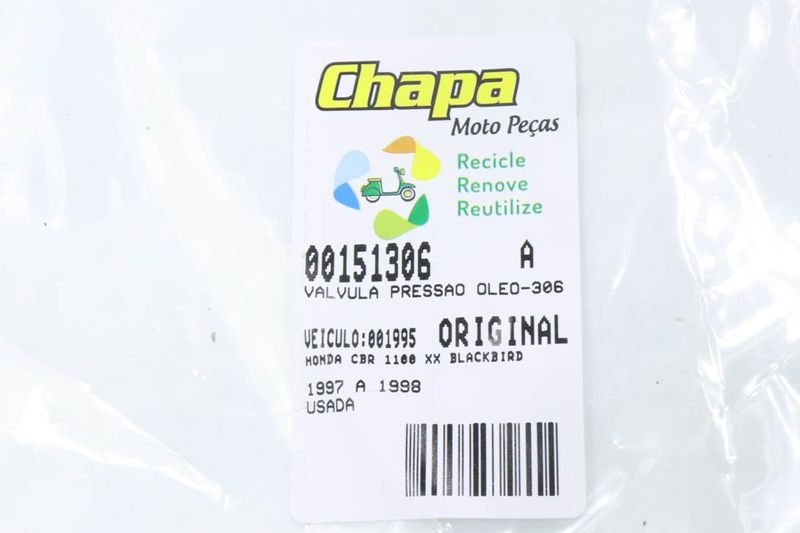 Chapa
Moto Peças
Recicle
Renove
Reutilize
00151306 A
VALVULA PRESSAO OLEO-306
VEICULO:001995 ORIGINAL
HONDA CBR 1100 XX BLACKBIRD
1997 A 1998
USADA